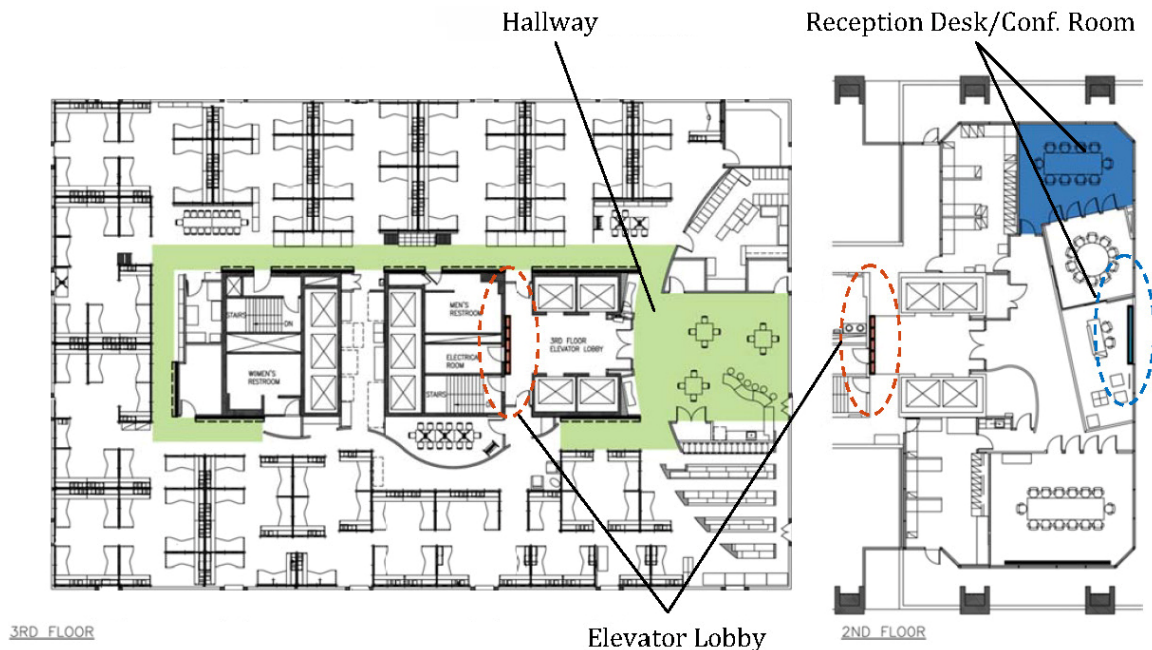 Hallway
Reception Desk/Conf. Room
STAIRS
ON
MEN'S
RESTROOM
3RD FLOOR
ELEVATOR LOBBY
ELECTRICAL
ROOM
WOMEN'S
RESTROOM
STAIRS
3RD FLOOR
Elevator Lobby
2ND FLOOR